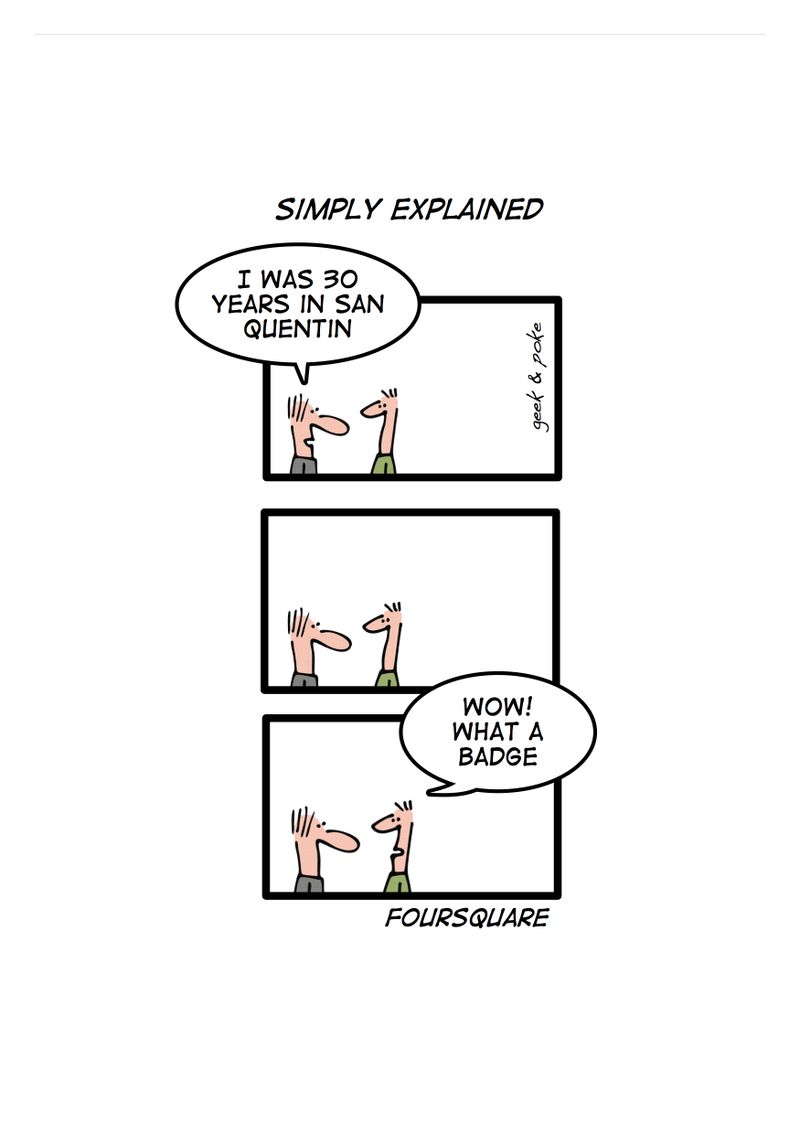 SIMPLY EXPLAINED
I WAS 30
YEARS IN SAN
QUENTIN
geek & poke
WOW!
WHAT A
BADGE
FOURSQUARE